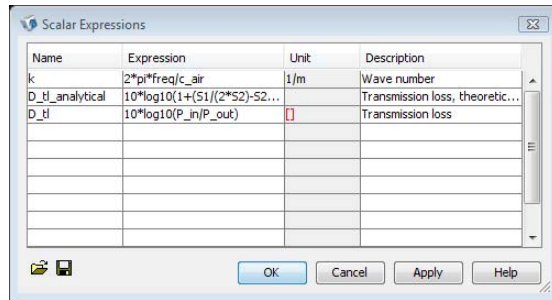 Scalar Expressions
Name Expression Unit Description
k 2*pi*freq/c_air 1/m Wave number
D_tl_analytical 10*log10(1+(S1/(2*S2)-S2... Transmission loss, theoretic...
D_tl 10*log10(P_in/P_out) [] Transmission loss
OK Cancel Apply Help